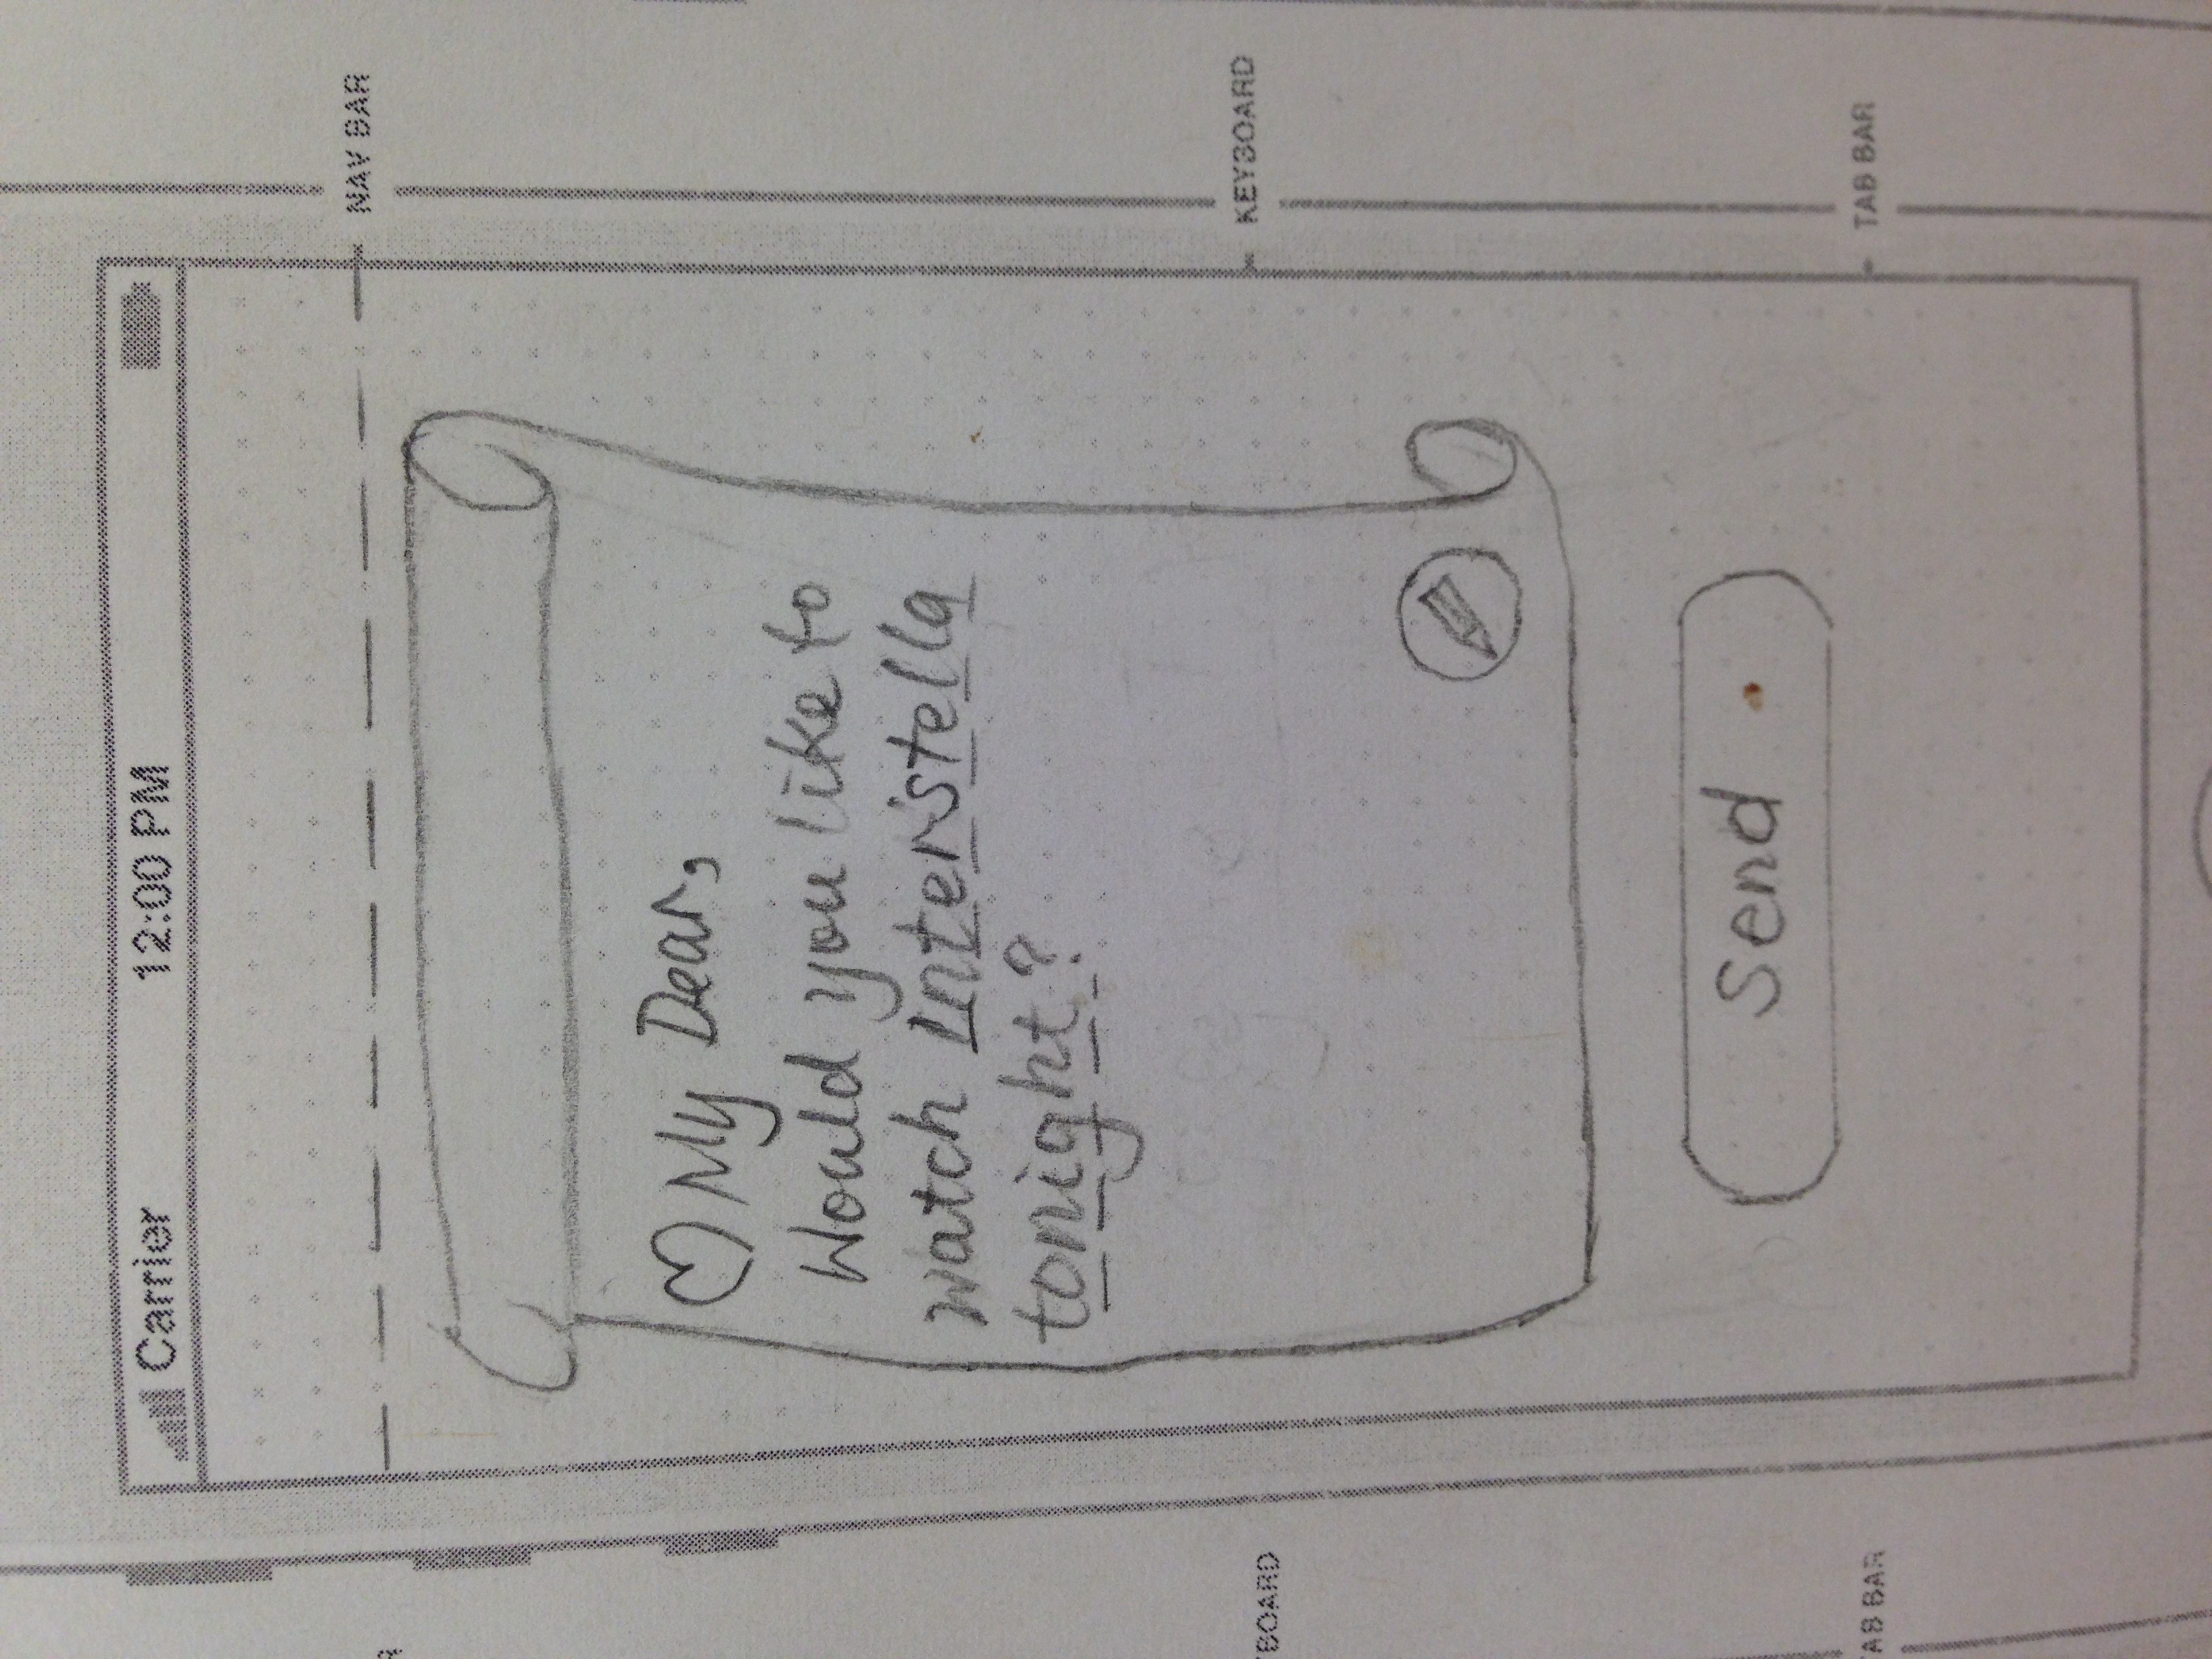 Carrier 12:00 PM
NAV BAR
♡ My Dear,
Would you like to
watch Interstella
tonight?
KEYBOARD
YBOARD
Send
TAB BAR
TAB BAR